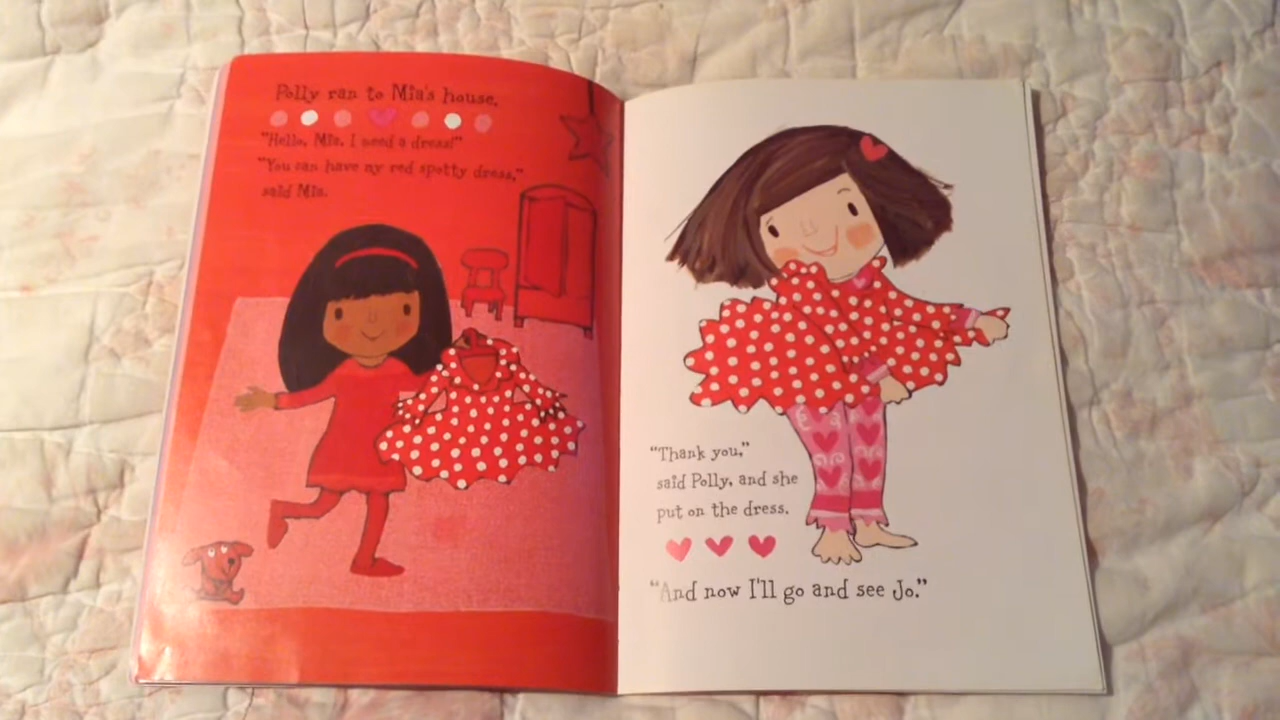 Polly ran to Mia's house.
"Hello, Mia. I need a dress!"
"You can have my red spotty dress,"
said Mia.
"Thank you,"
said Polly, and she
put on the dress.
"And now I'll go and see Jo."